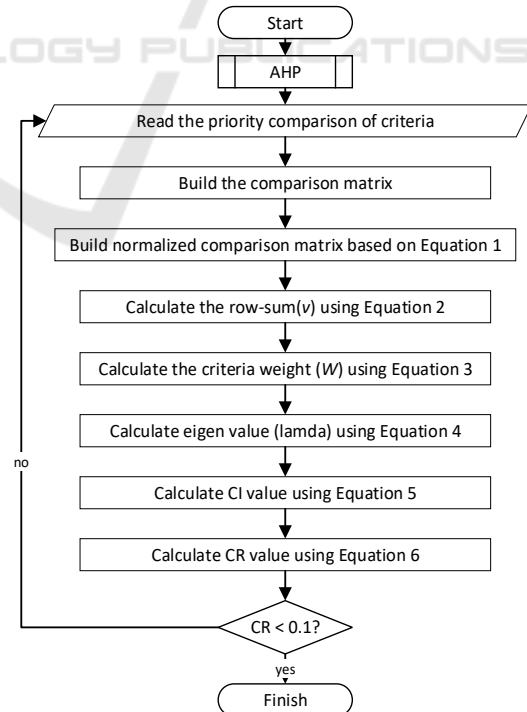 Start
LOGY PUBLICATIONS
AHP
Read the priority comparison of criteria
Build the comparison matrix
Build normalized comparison matrix based on Equation 1
Calculate the row-sum(v) using Equation 2
Calculate the criteria weight (W) using Equation 3
Calculate eigen value (lamda) using Equation 4
no
Calculate CI value using Equation 5
Calculate CR value using Equation 6
CR < 0.1?
yes
Finish